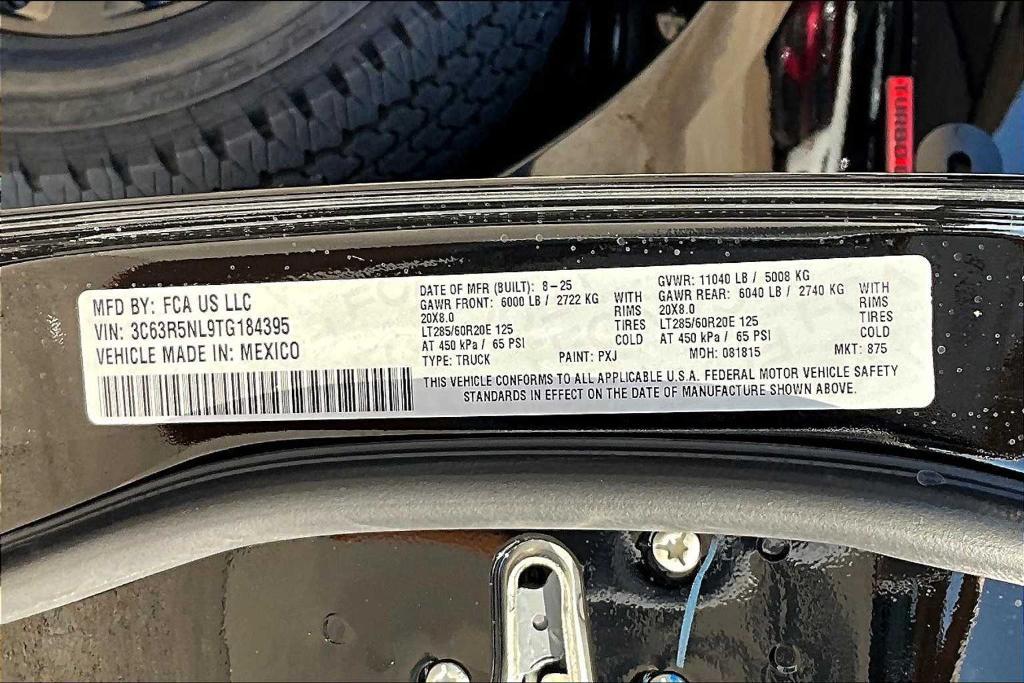 TURBO
MFD BY: FCA US LLC
VIN: 3C63R5NL9TG184395
VEHICLE MADE IN: MEXICO
DATE OF MFR (BUILT): 8-25
GAWR FRONT: 6000 LB / 2722 KG WITH
20X8.0 RIMS
LT285/60R20E 125 TIRES
AT 450 kPa / 65 PSI COLD
TYPE: TRUCK PAINT: PXJ
GVWR: 11040 LB / 5008 KG
GAWR REAR: 6040 LB / 2740 KG WITH
20X8.0 RIMS
LT285/60R20E 125 TIRES
AT 450 kPa / 65 PSI COLD
MDH: 081815 MKT: 875
THIS VEHICLE CONFORMS TO ALL APPLICABLE U.S.A. FEDERAL MOTOR VEHICLE SAFETY
STANDARDS IN EFFECT ON THE DATE OF MANUFACTURE SHOWN ABOVE.